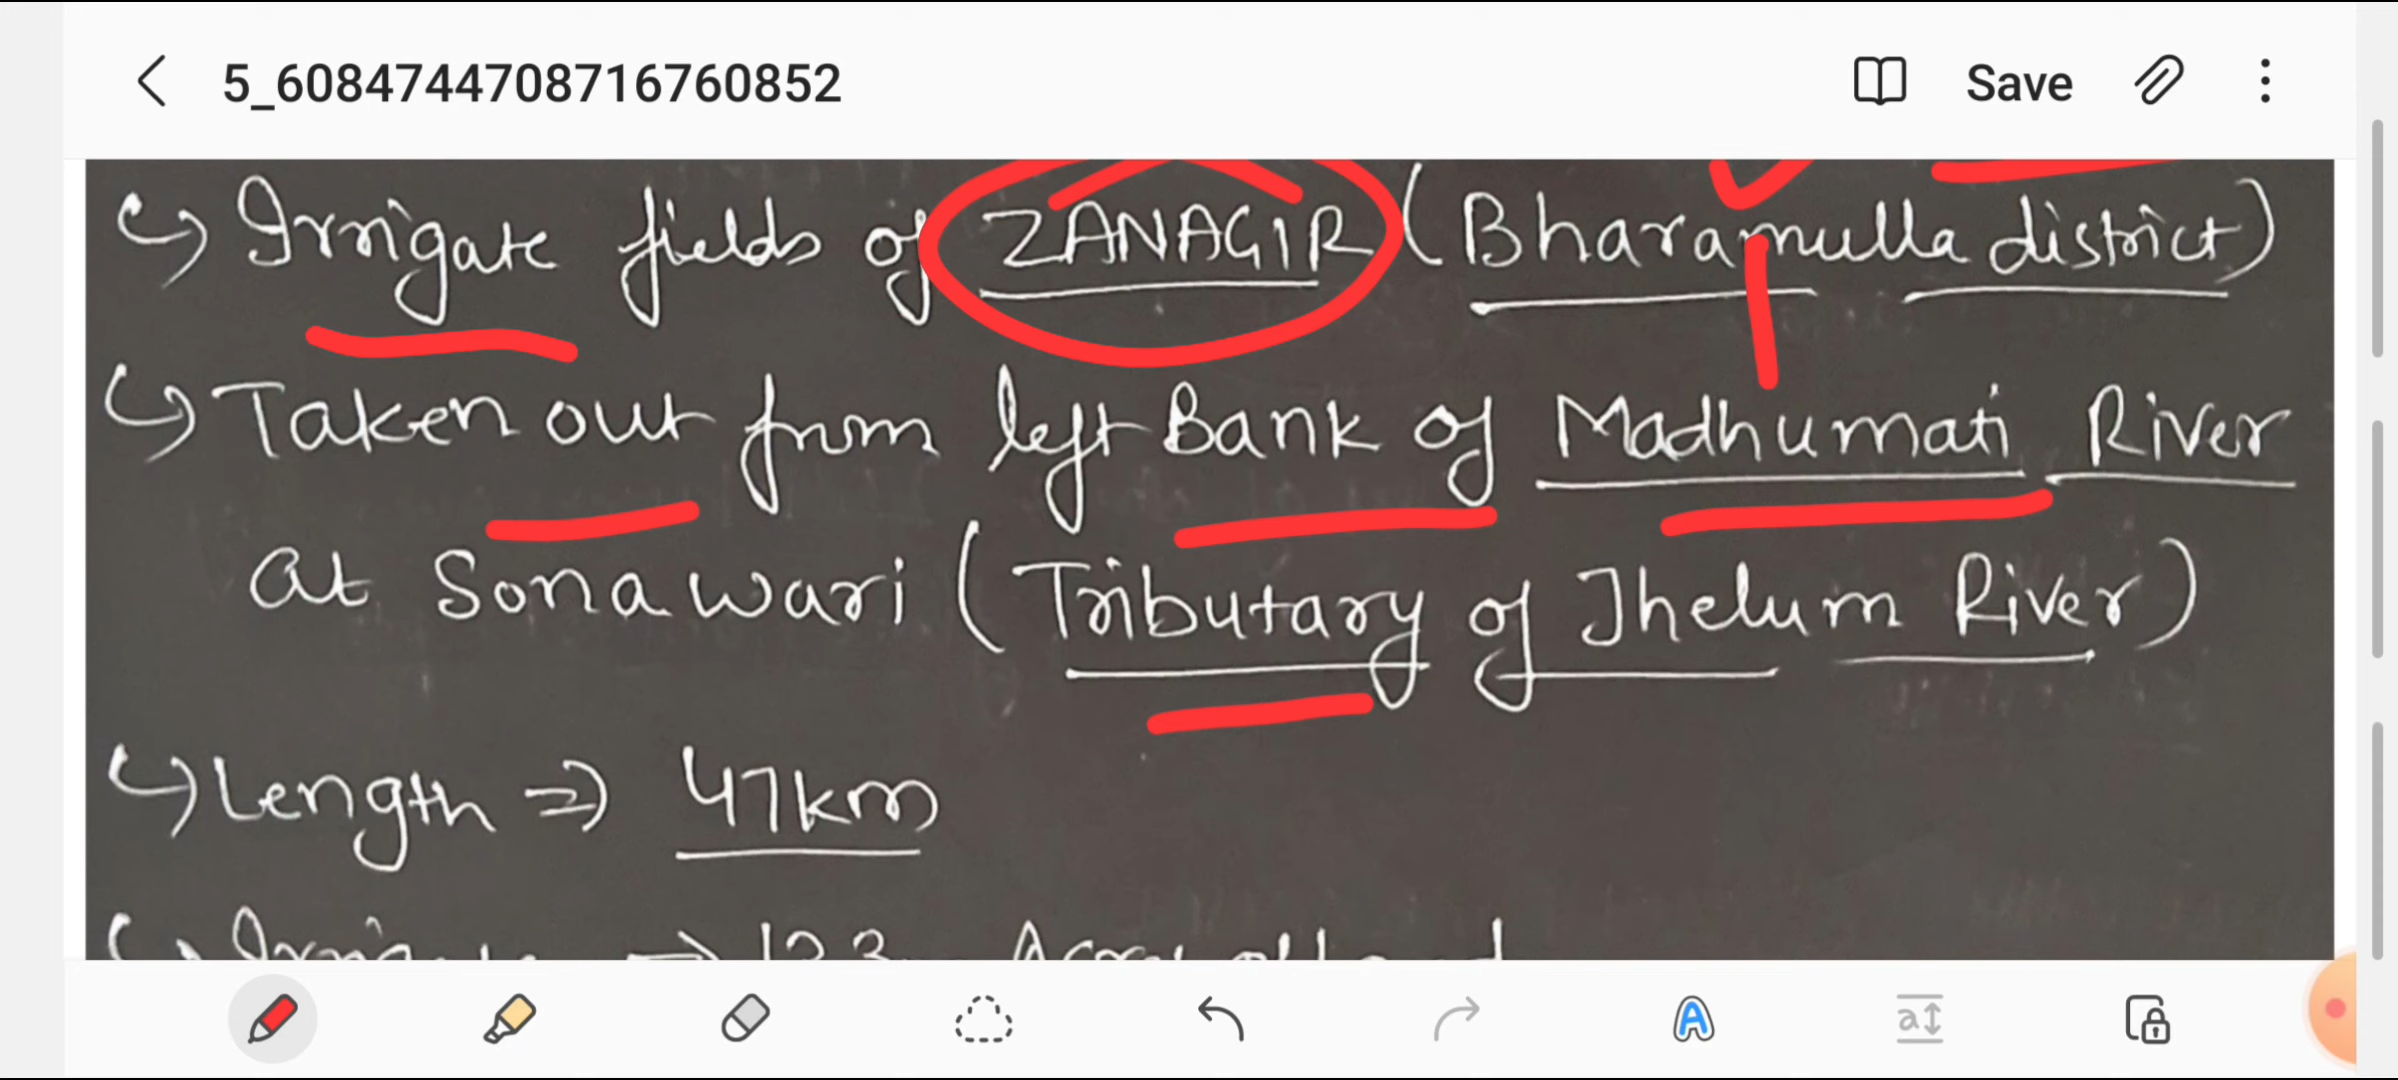 5_6084744708716760852
Save
Irrigate fields of ZANAGIR (Bharamulla district)
Taken out from left Bank of Madhumati River
at Sonawari (Tributary of Jhelum River)
Length ⇒ 47km
A
a